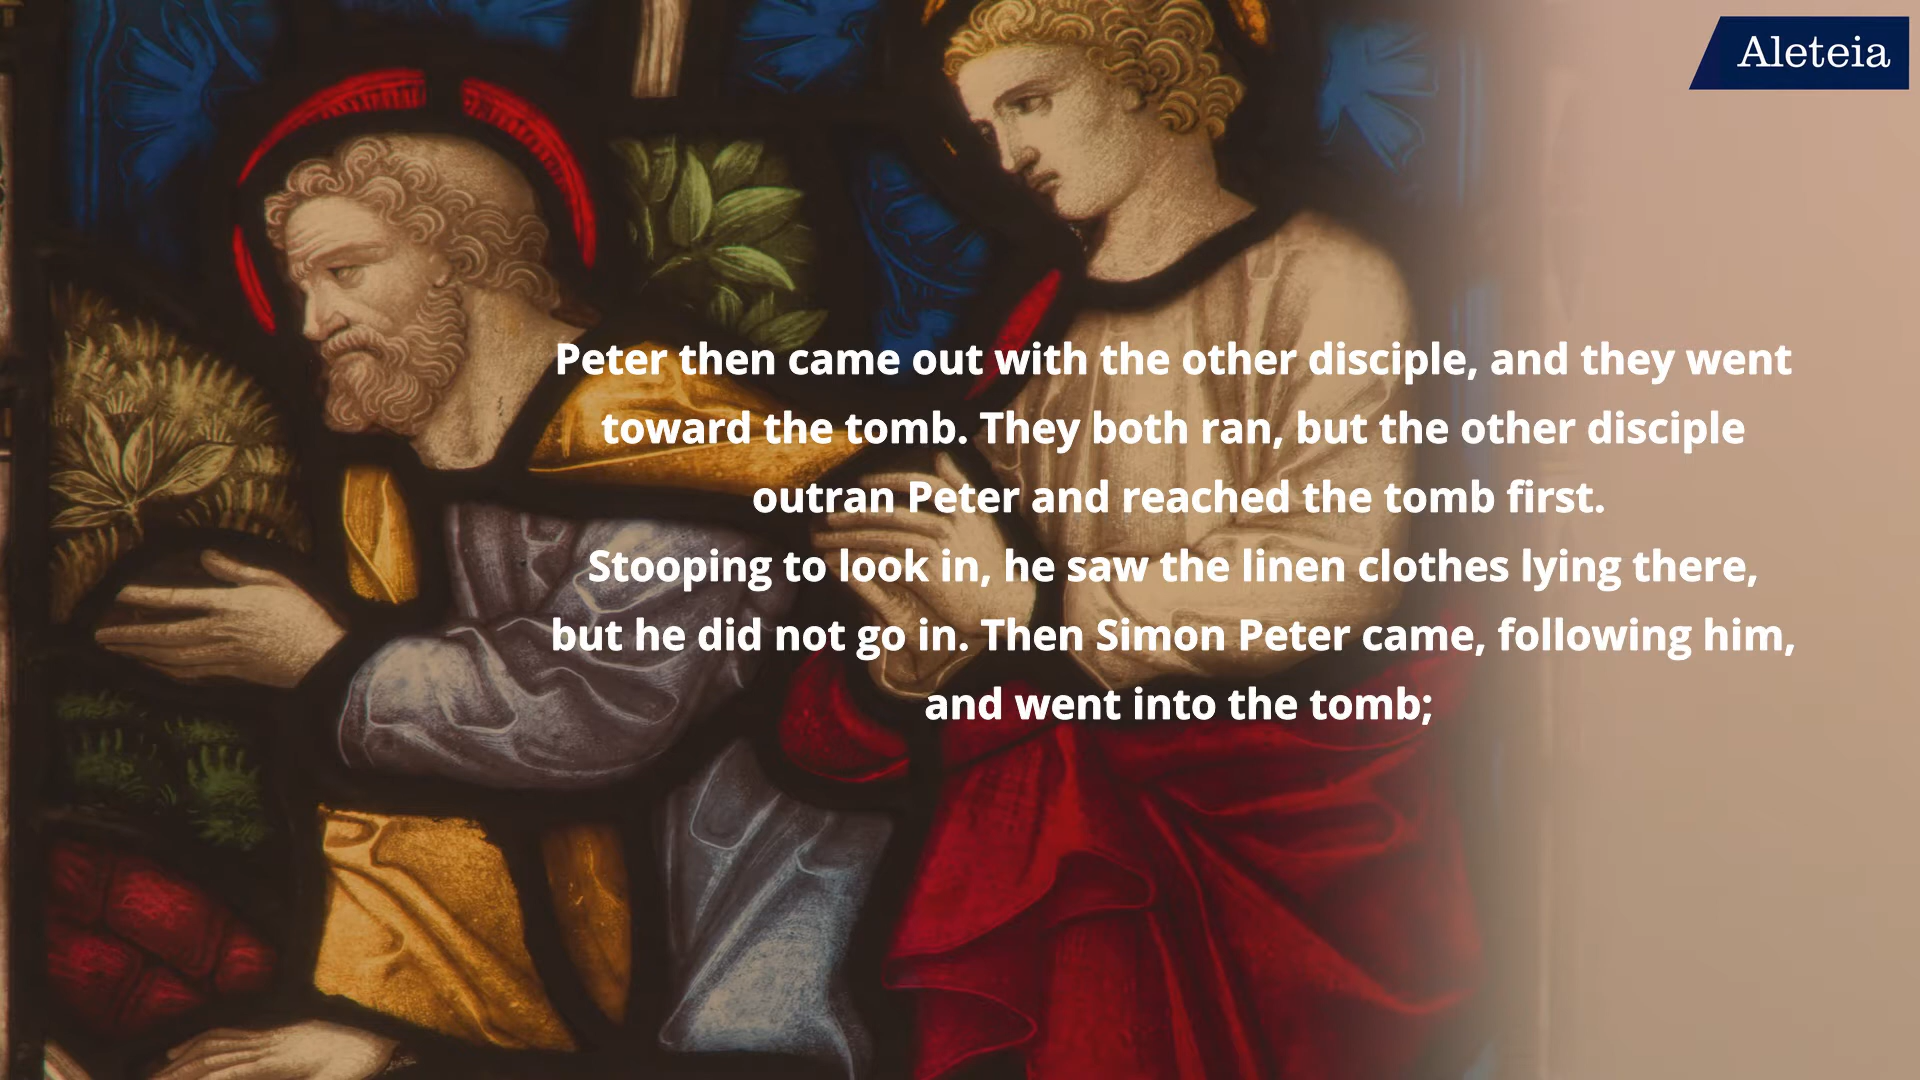 Aleteia
Peter then came out with the other disciple, and they went
toward the tomb. They both ran, but the other disciple
outran Peter and reached the tomb first.
Stooping to look in, he saw the linen clothes lying there,
but he did not go in. Then Simon Peter came, following him,
and went into the tomb;